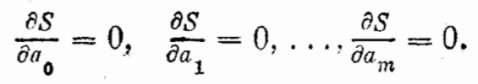 ∂S/∂a₀ = 0, ∂S/∂a₁ = 0, ..., ∂S/∂aₘ = 0.